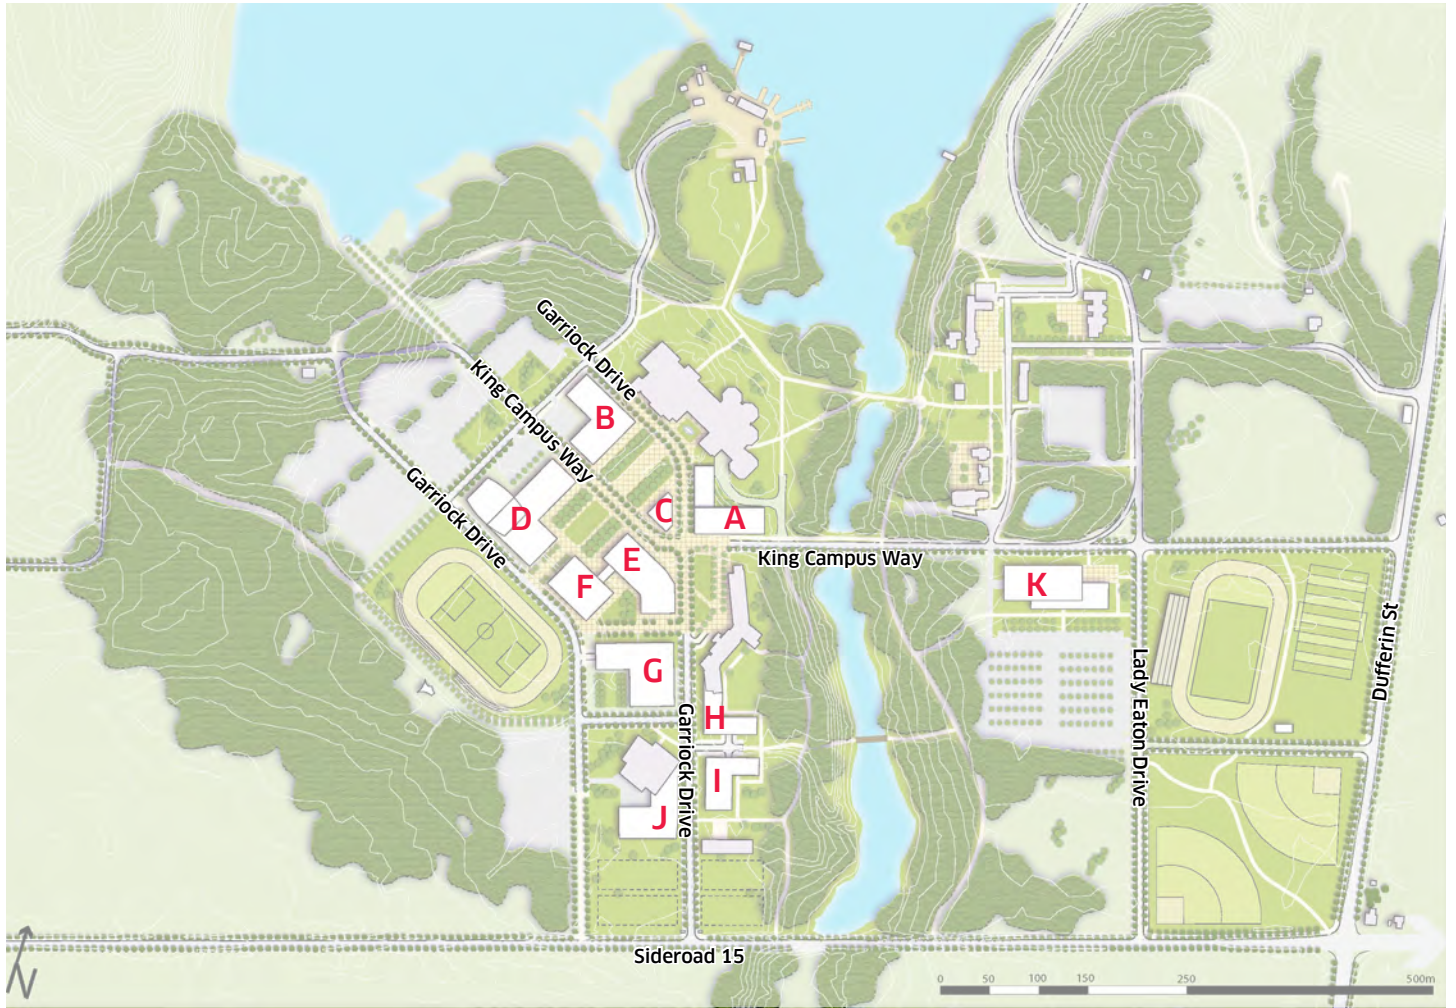 Garriock Drive
King Campus Way
B
Garriock Drive
C
A
D
E
King Campus Way
F
K
Dufferin St
G
Lady Eaton Drive
H
Garriock Drive
I
J
Sideroad 15
N
0 50 100 150 250 500m